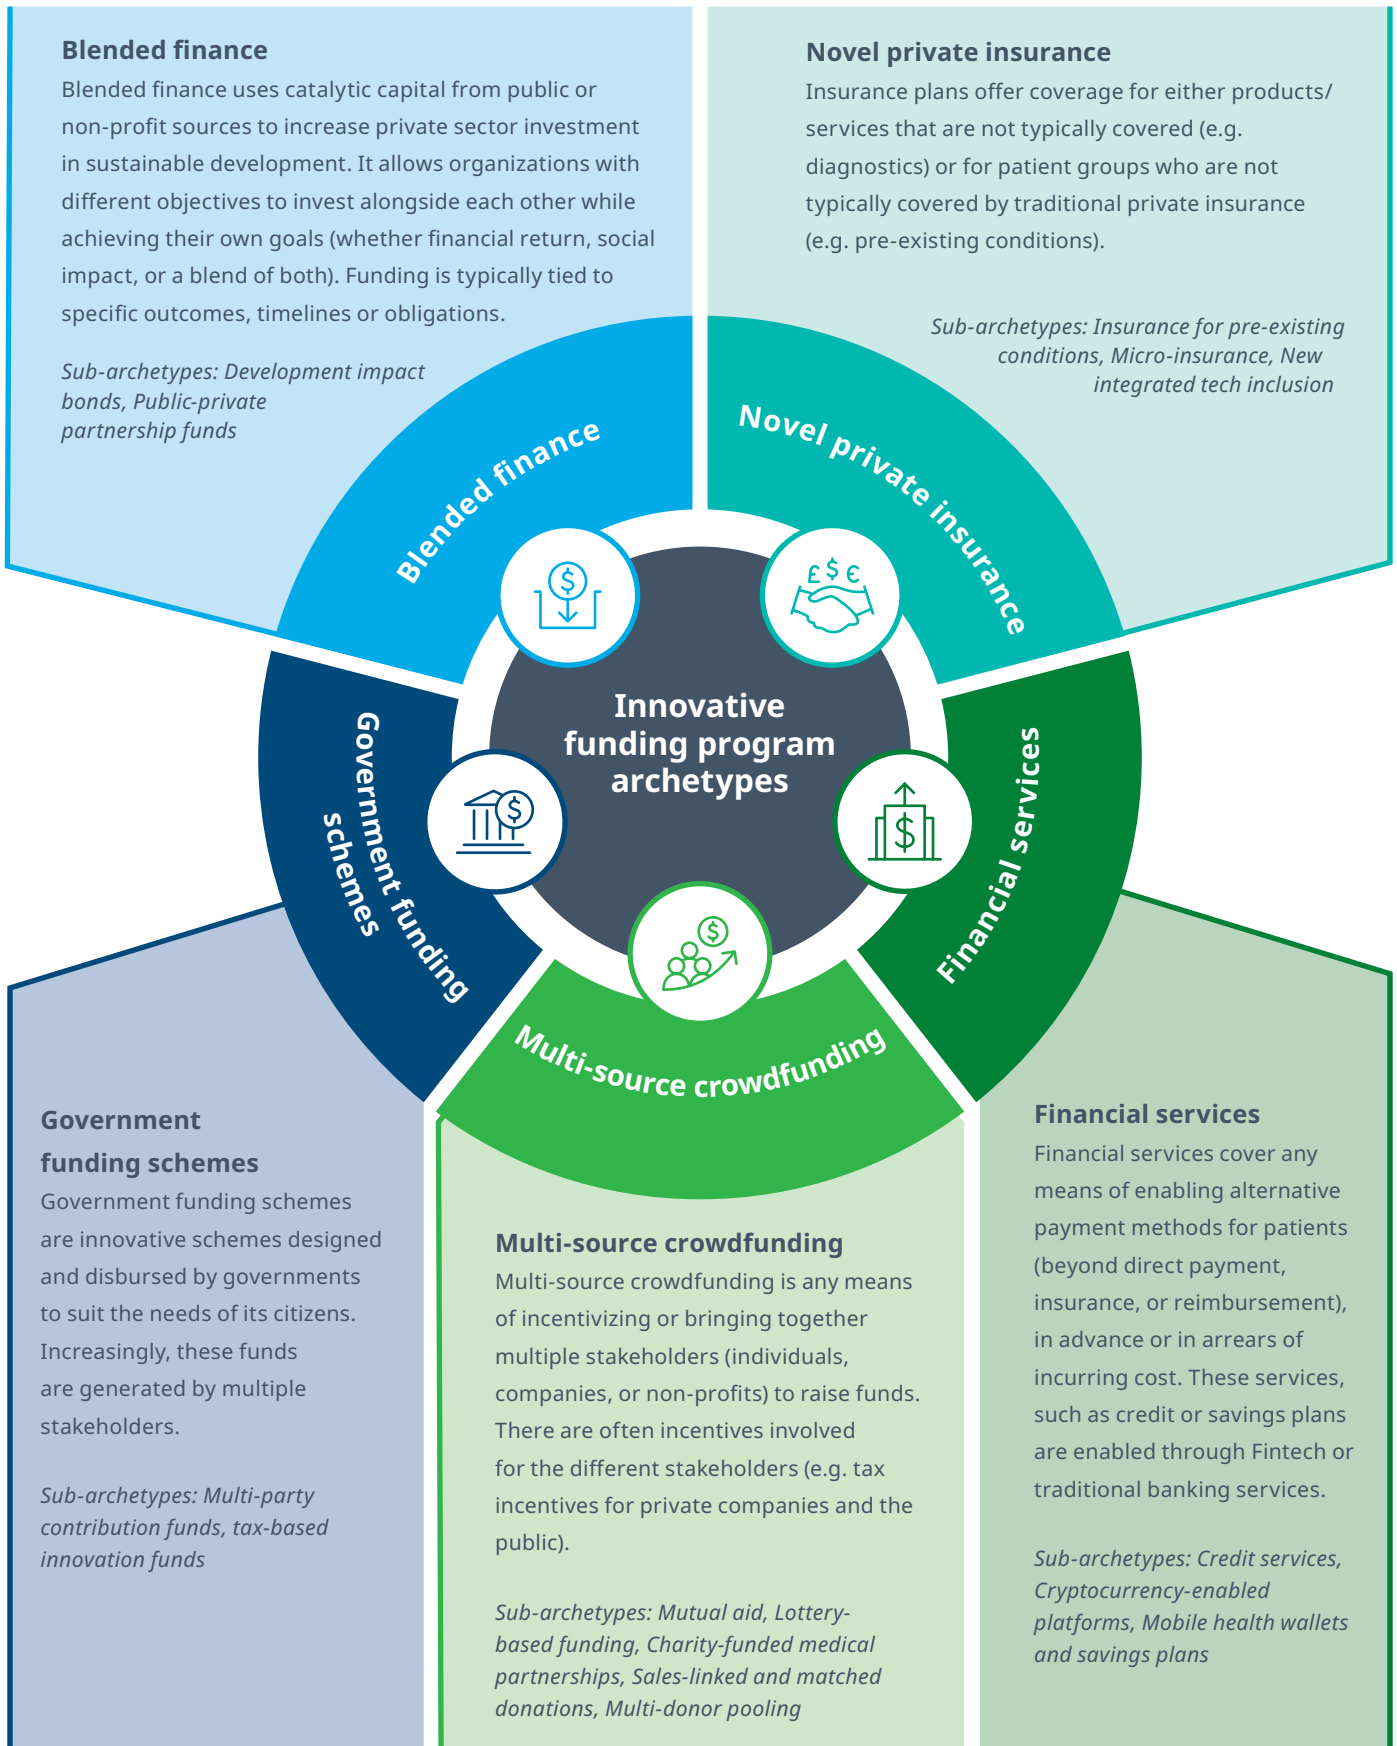 Blended finance
Blended finance uses catalytic capital from public or
non-profit sources to increase private sector investment
in sustainable development. It allows organizations with
different objectives to invest alongside each other while
achieving their own goals (whether financial return, social
impact, or a blend of both). Funding is typically tied to
specific outcomes, timelines or obligations.
Sub-archetypes: Development impact
bonds, Public-private
partnership funds
Novel private insurance
Insurance plans offer coverage for either products/
services that are not typically covered (e.g.
diagnostics) or for patient groups who are not
typically covered by traditional private insurance
(e.g. pre-existing conditions).
Sub-archetypes: Insurance for pre-existing
conditions, Micro-insurance, New
integrated tech inclusion
Blended finance
Novel private insurance
$
£ $ €
Innovative
funding program
archetypes
Government funding
schemes
$
$
Financial services
$
Multi-source crowdfunding
Government
funding schemes
Government funding schemes
are innovative schemes designed
and disbursed by governments
to suit the needs of its citizens.
Increasingly, these funds
are generated by multiple
stakeholders.
Sub-archetypes: Multi-party
contribution funds, tax-based
innovation funds
Multi-source crowdfunding
Multi-source crowdfunding is any means
of incentivizing or bringing together
multiple stakeholders (individuals,
companies, or non-profits) to raise funds.
There are often incentives involved
for the different stakeholders (e.g. tax
incentives for private companies and the
public).
Sub-archetypes: Mutual aid, Lottery-
based funding, Charity-funded medical
partnerships, Sales-linked and matched
donations, Multi-donor pooling
Financial services
Financial services cover any
means of enabling alternative
payment methods for patients
(beyond direct payment,
insurance, or reimbursement),
in advance or in arrears of
incurring cost. These services,
such as credit or savings plans
are enabled through Fintech or
traditional banking services.
Sub-archetypes: Credit services,
Cryptocurrency-enabled
platforms, Mobile health wallets
and savings plans